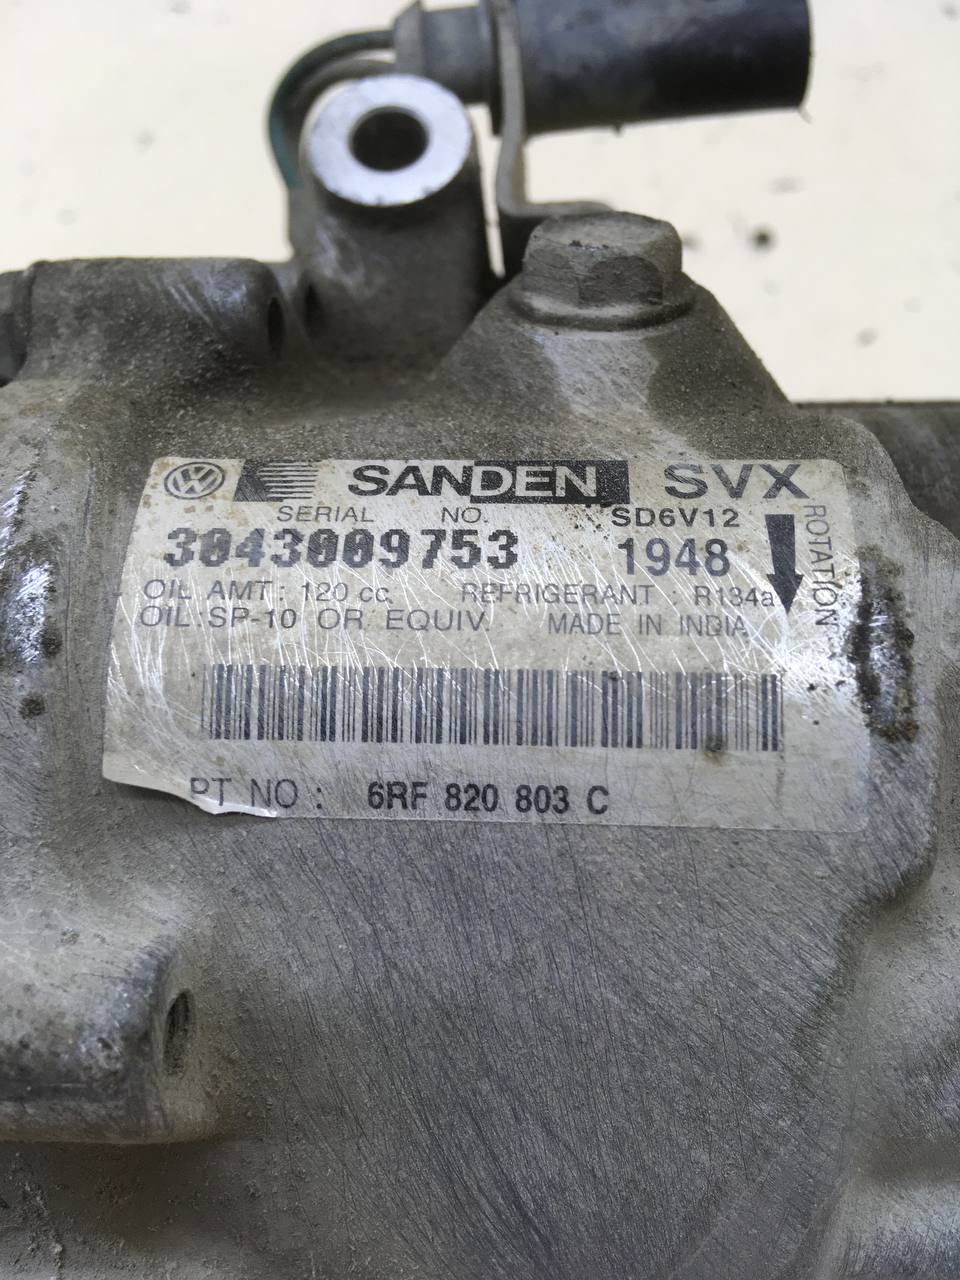 VW SANDEN SVX
SERIAL NO. SD6V12
3043009753 1948
ROTATION
OIL AMT : 120 cc. REFRIGERANT : R134a
OIL : SP-10 OR EQUIV. MADE IN INDIA
PT NO : 6RF 820 803 C